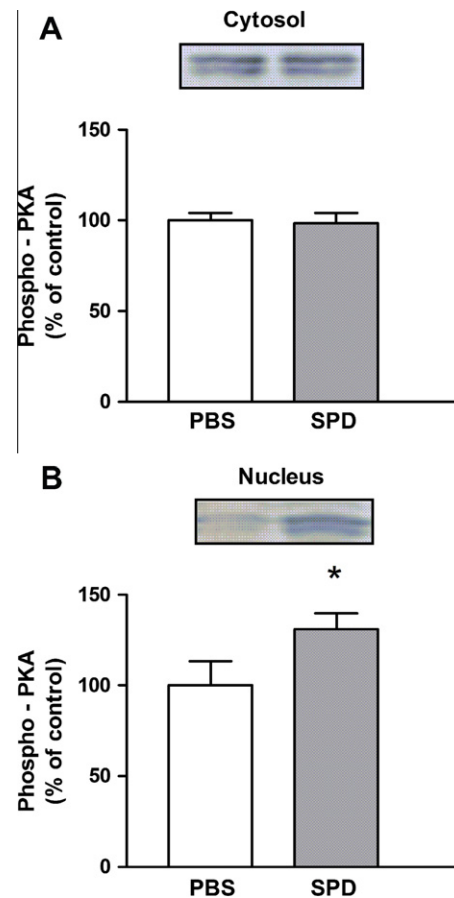 A
Cytosol
150
100
50
0
Phospho - PKA
(% of control)
PBS SPD
B
Nucleus
*
150
100
50
0
Phospho - PKA
(% of control)
PBS SPD